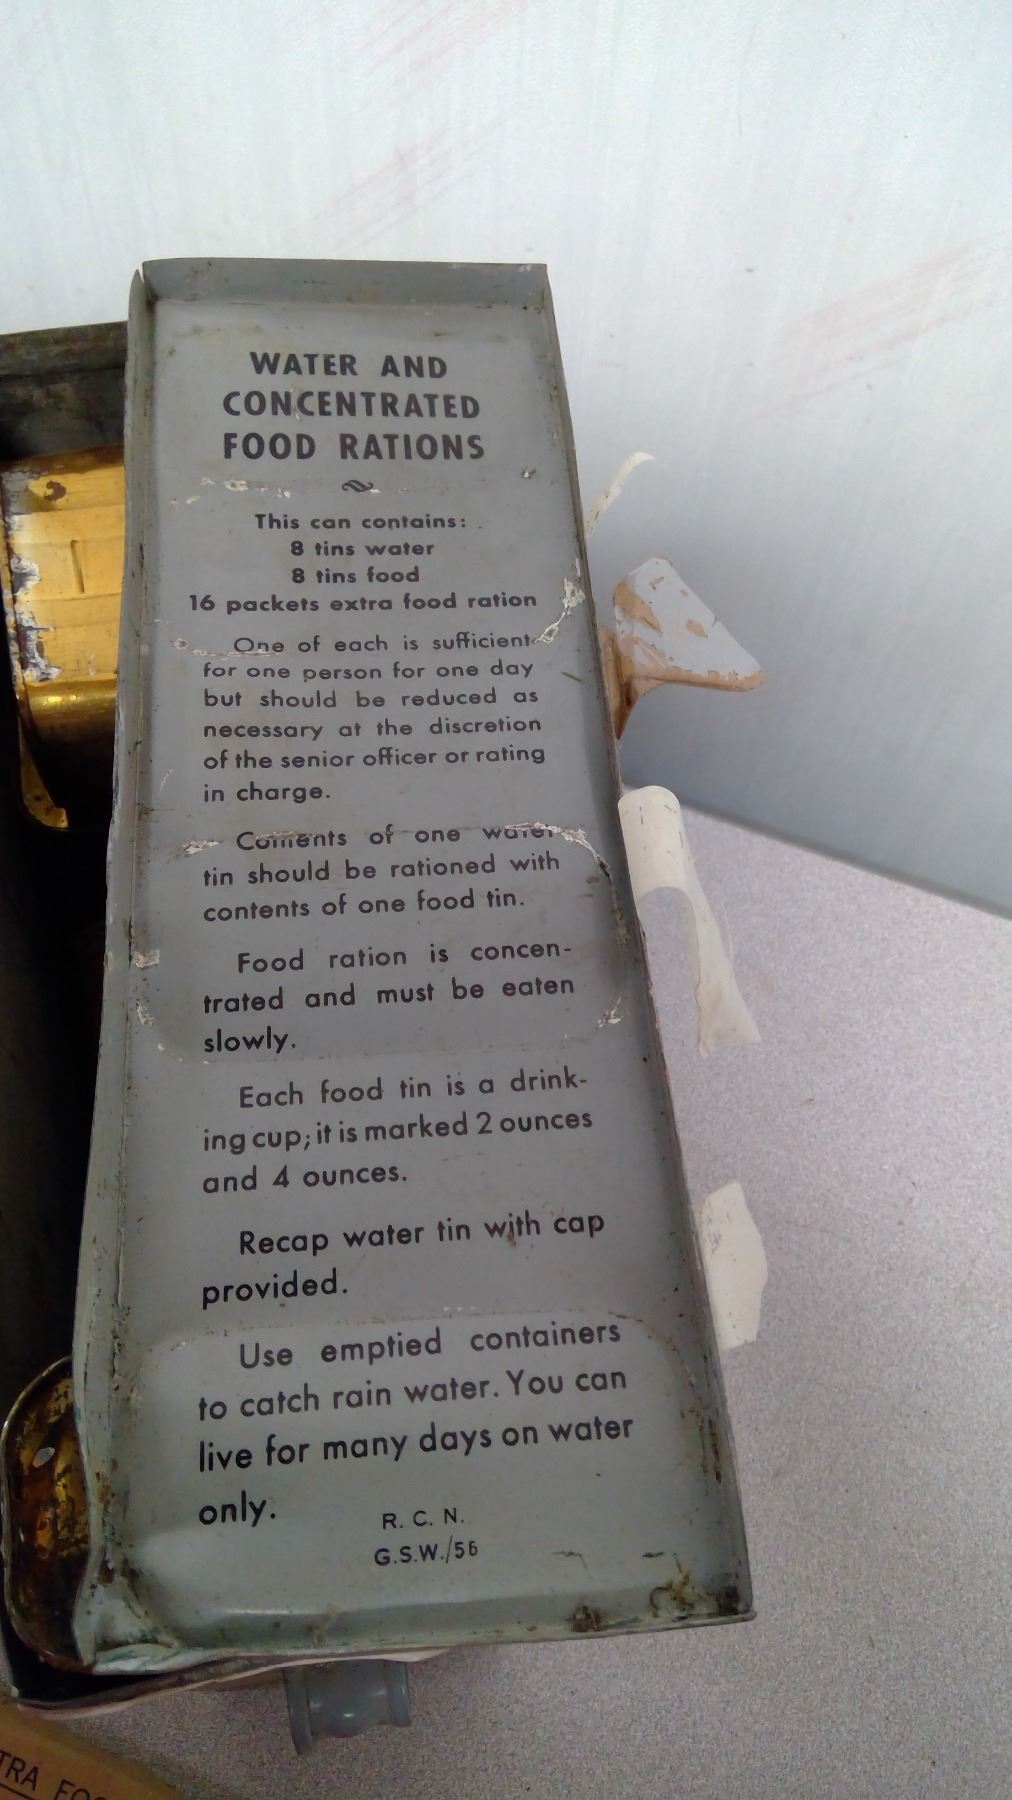 WATER AND
CONCENTRATED
FOOD RATIONS
This can contains:
8 tins water
8 tins food
16 packets extra food ration
One of each is sufficient
for one person for one day
but should be reduced as
necessary at the discretion
of the senior officer or rating
in charge.
Contents of one water
tin should be rationed with
contents of one food tin.
Food ration is concen-
trated and must be eaten
slowly.
Each food tin is a drink-
ing cup; it is marked 2 ounces
and 4 ounces.
Recap water tin with cap
provided.
Use emptied containers
to catch rain water. You can
live for many days on water
only.
R. C. N.
G.S.W./56
TRA FOO